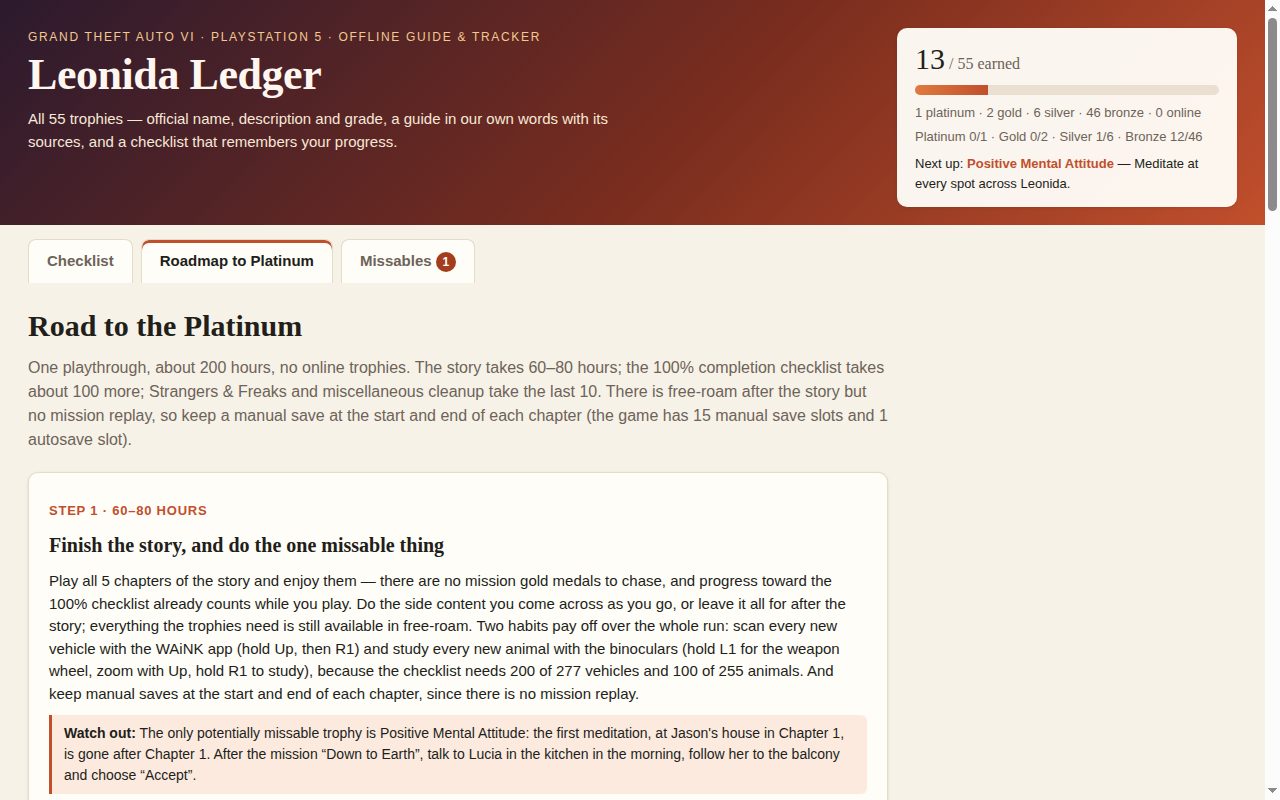 GRAND THEFT AUTO VI · PLAYSTATION 5 · OFFLINE GUIDE & TRACKER
Leonida Ledger
All 55 trophies — official name, description and grade, a guide in our own words with its
sources, and a checklist that remembers your progress.
13 / 55 earned
1 platinum · 2 gold · 6 silver · 46 bronze · 0 online
Platinum 0/1 · Gold 0/2 · Silver 1/6 · Bronze 12/46
Next up: Positive Mental Attitude — Meditate at
every spot across Leonida.
Checklist
Roadmap to Platinum
Missables 1
Road to the Platinum
One playthrough, about 200 hours, no online trophies. The story takes 60–80 hours; the 100% completion checklist takes
about 100 more; Strangers & Freaks and miscellaneous cleanup take the last 10. There is free-roam after the story but
no mission replay, so keep a manual save at the start and end of each chapter (the game has 15 manual save slots and 1
autosave slot).
STEP 1 · 60–80 HOURS
Finish the story, and do the one missable thing
Play all 5 chapters of the story and enjoy them — there are no mission gold medals to chase, and progress toward the
100% checklist already counts while you play. Do the side content you come across as you go, or leave it all for after the
story; everything the trophies need is still available in free-roam. Two habits pay off over the whole run: scan every new
vehicle with the WAiNK app (hold Up, then R1) and study every new animal with the binoculars (hold L1 for the weapon
wheel, zoom with Up, hold R1 to study), because the checklist needs 200 of 277 vehicles and 100 of 255 animals. And
keep manual saves at the start and end of each chapter, since there is no mission replay.
Watch out: The only potentially missable trophy is Positive Mental Attitude: the first meditation, at Jason's house in Chapter 1,
is gone after Chapter 1. After the mission “Down to Earth”, talk to Lucia in the kitchen in the morning, follow her to the balcony
and choose “Accept”.